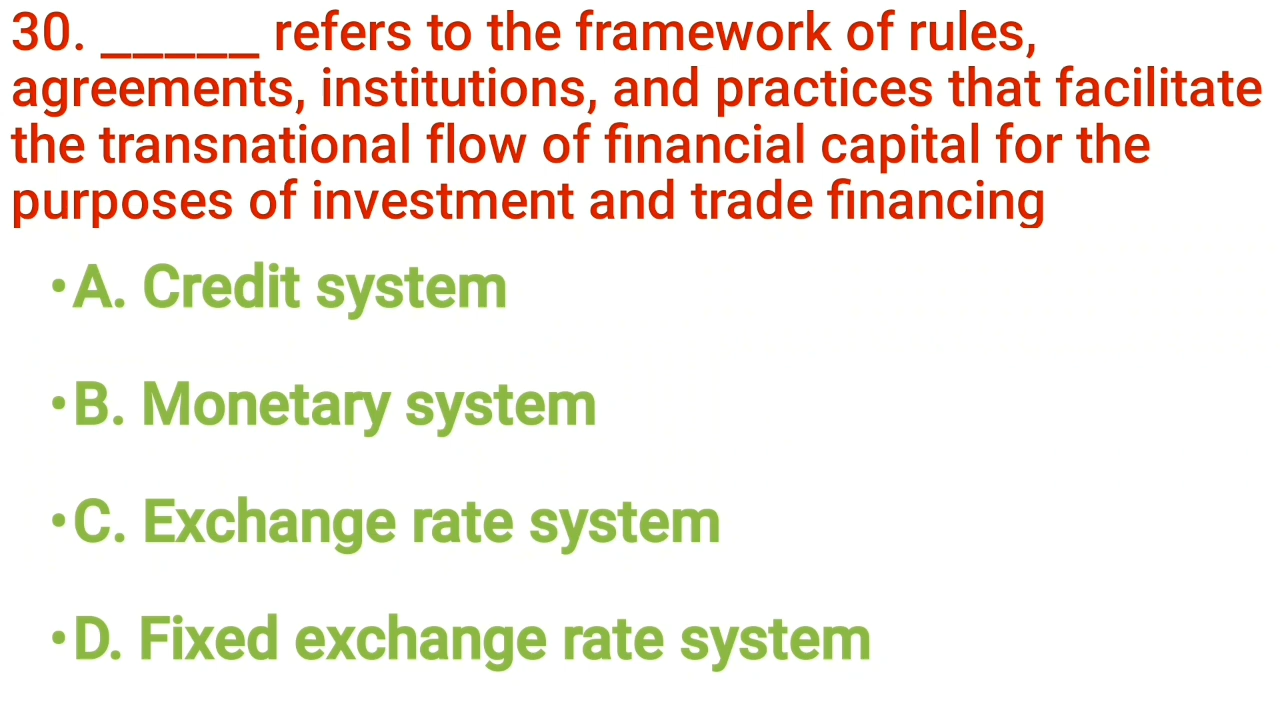 30. _____ refers to the framework of rules,
agreements, institutions, and practices that facilitate
the transnational flow of financial capital for the
purposes of investment and trade financing
•A. Credit system
•B. Monetary system
•C. Exchange rate system
•D. Fixed exchange rate system